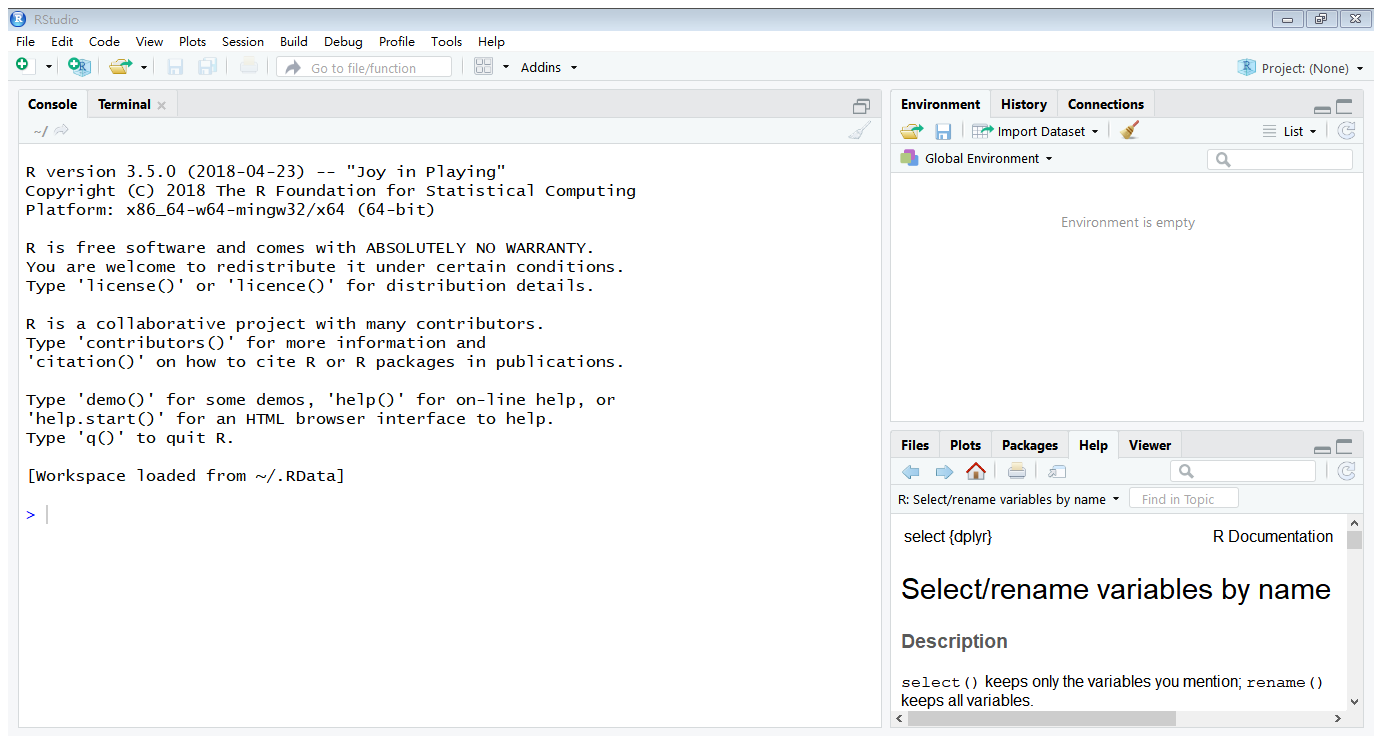 RStudio
File Edit Code View Plots Session Build Debug Profile Tools Help
Go to file/function Addins Project: (None)
Console Terminal
~/
R version 3.5.0 (2018-04-23) -- "Joy in Playing"
Copyright (C) 2018 The R Foundation for Statistical Computing
Platform: x86_64-w64-mingw32/x64 (64-bit)
R is free software and comes with ABSOLUTELY NO WARRANTY.
You are welcome to redistribute it under certain conditions.
Type 'license()' or 'licence()' for distribution details.
R is a collaborative project with many contributors.
Type 'contributors()' for more information and
'citation()' on how to cite R or R packages in publications.
Type 'demo()' for some demos, 'help()' for on-line help, or
'help.start()' for an HTML browser interface to help.
Type 'q()' to quit R.
[Workspace loaded from ~/.RData]
>
Environment History Connections
Import Dataset List
Global Environment
Environment is empty
Files Plots Packages Help Viewer
R: Select/rename variables by name Find in Topic
select {dplyr} R Documentation
Select/rename variables by name
Description
select() keeps only the variables you mention; rename()
keeps all variables.